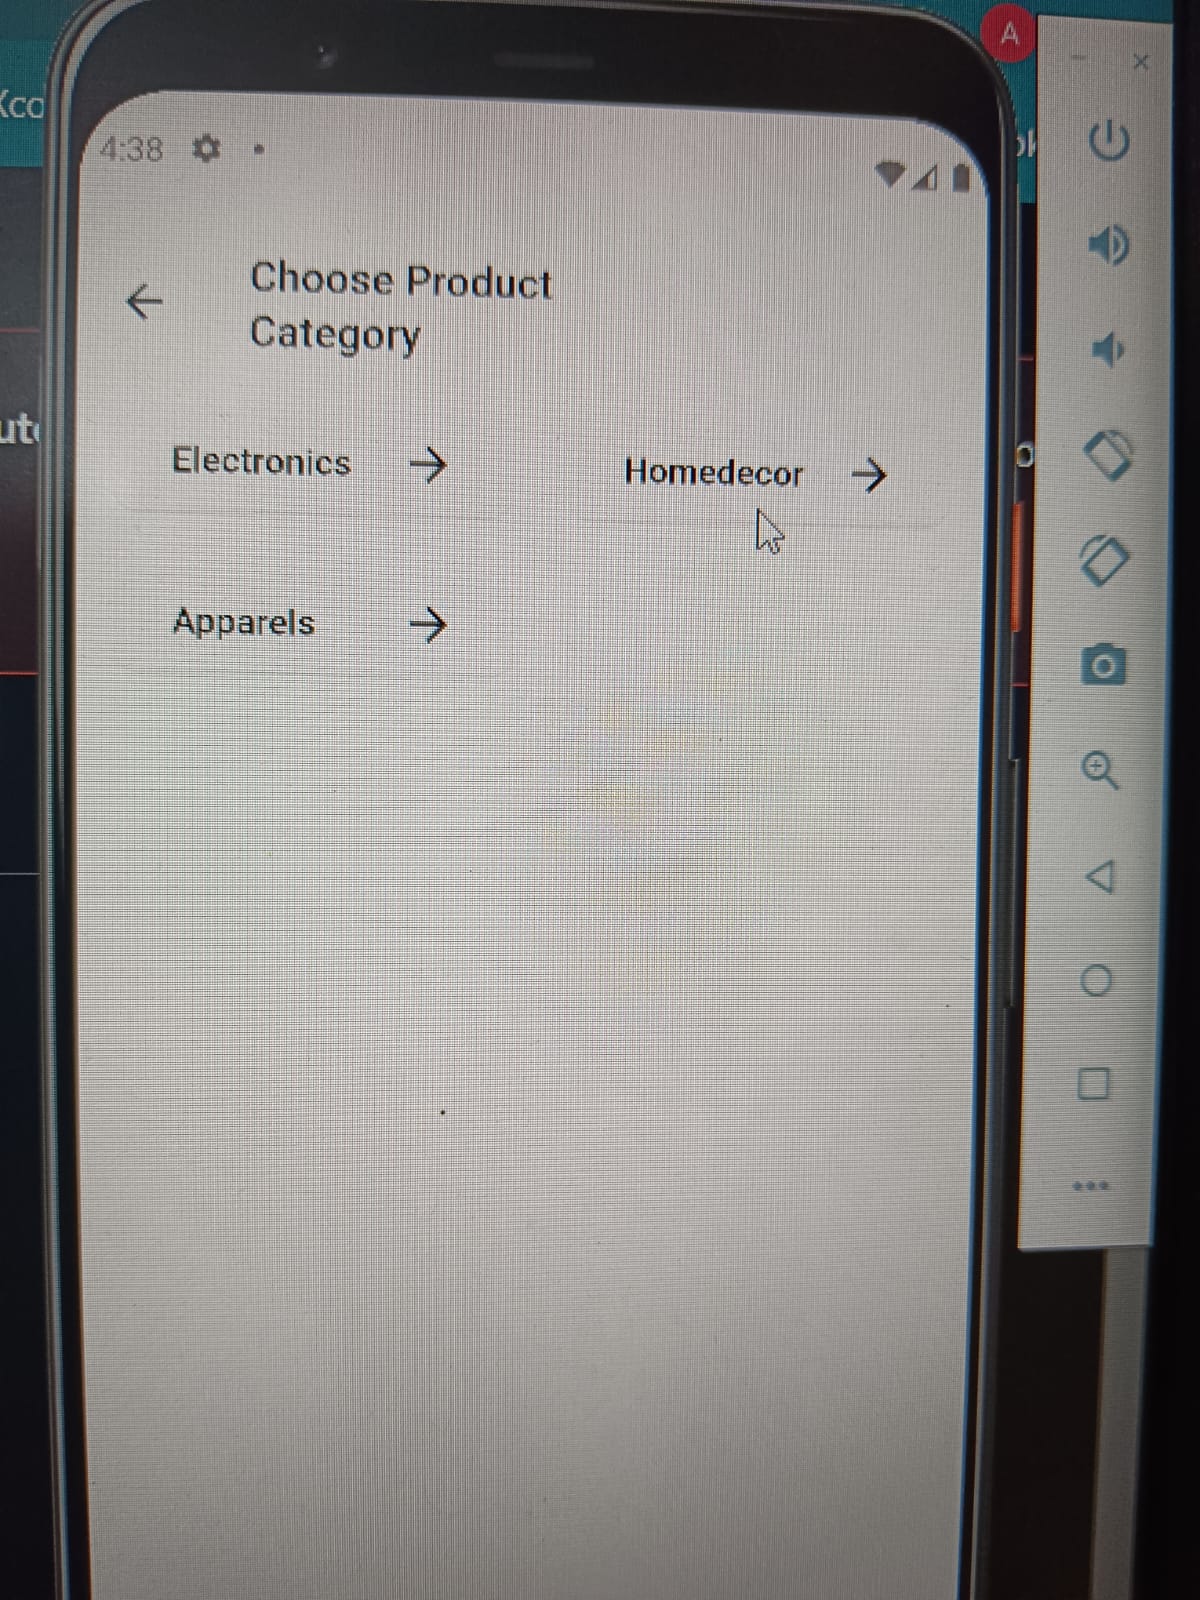 A
4:38
Choose Product
Category
Electronics
Homedecor
Apparels